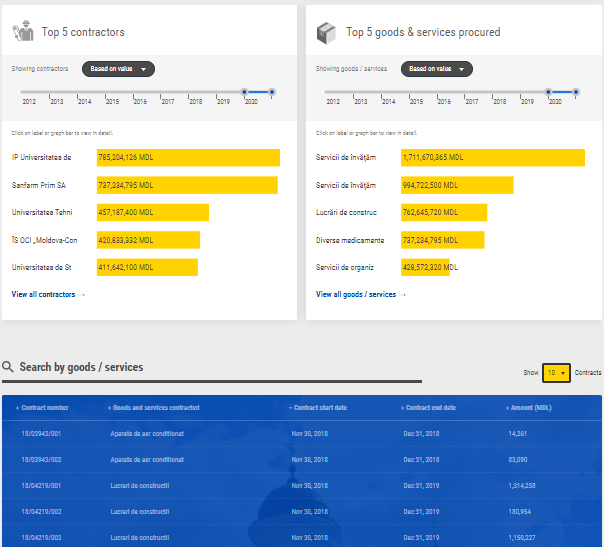 Top 5 contractors
Showing contractors Based on value
2012 2013 2014 2015 2016 2017 2018 2019 2020
Click on label or graph bar to view in detail.
IP Universitatea de 785,204,126 MDL
Sanfarm Prim SA 737,234,795 MDL
Universitatea Tehni 457,187,400 MDL
ÎS OCI „Moldova-Con 420,833,332 MDL
Universitatea de St 411,642,100 MDL
View all contractors →
Top 5 goods & services procured
Showing goods / services Based on value
2012 2013 2014 2015 2016 2017 2018 2019 2020
Click on label or graph bar to view in detail.
Servicii de învăţăm 1,711,670,365 MDL
Servicii de învăţăm 994,722,500 MDL
Lucrări de construc 762,645,720 MDL
Diverse medicamente 737,234,795 MDL
Servicii de organiz 428,572,320 MDL
View all goods / services →
Search by goods / services
Show 10 Contracts
Contract number Goods and services contracted Contract start date Contract end date Amount (MDL)
18/03943/001 Aparate de aer conditionat Nov 30, 2018 Dec 31, 2018 14,261
18/03943/002 Aparate de aer conditionat Nov 30, 2018 Dec 31, 2018 83,090
18/04219/001 Lucrari de constructii Nov 30, 2018 Dec 31, 2019 1,314,258
18/04219/002 Lucrari de constructii Nov 30, 2018 Dec 31, 2019 180,954
18/04219/003 Lucrari de constructii Nov 30, 2018 Dec 31, 2019 1,150,227